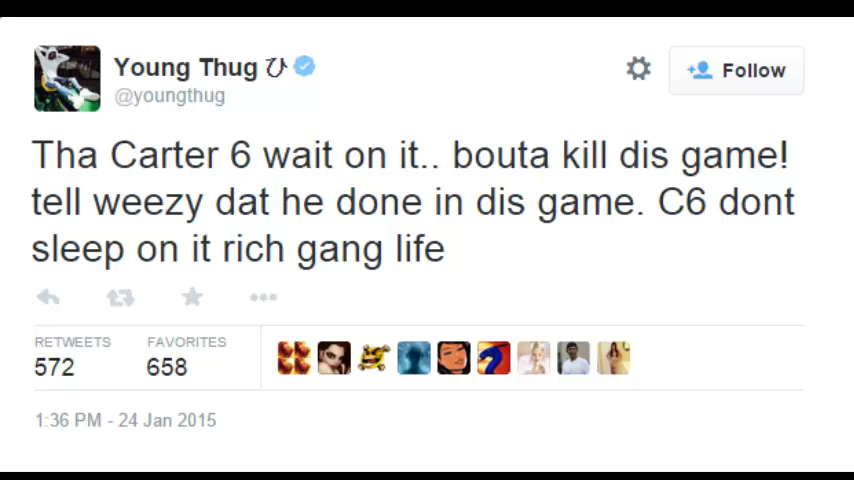 Young Thug ひ
@youngthug
Follow
Tha Carter 6 wait on it.. bouta kill dis game!
tell weezy dat he done in dis game. C6 dont
sleep on it rich gang life
RETWEETS FAVORITES
572 658
1:36 PM - 24 Jan 2015